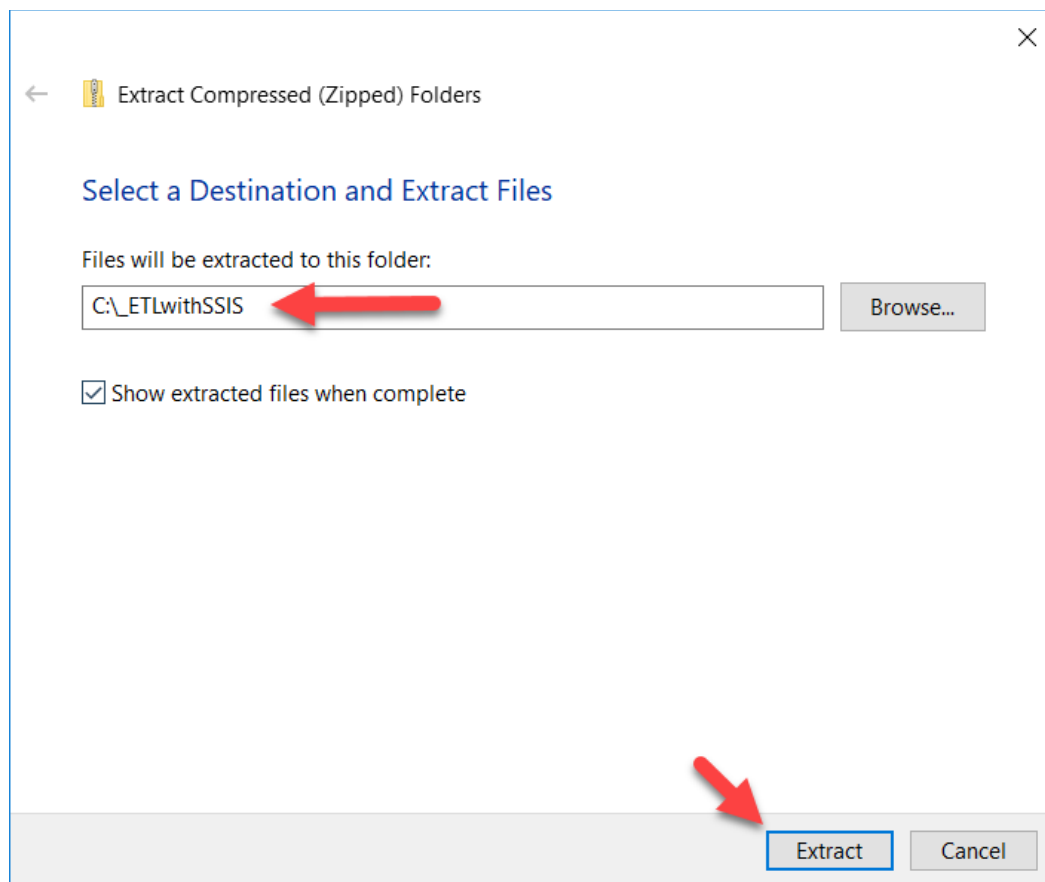 Extract Compressed (Zipped) Folders
Select a Destination and Extract Files
Files will be extracted to this folder:
C:\_ETLwithSSIS
Browse...
Show extracted files when complete
Extract
Cancel